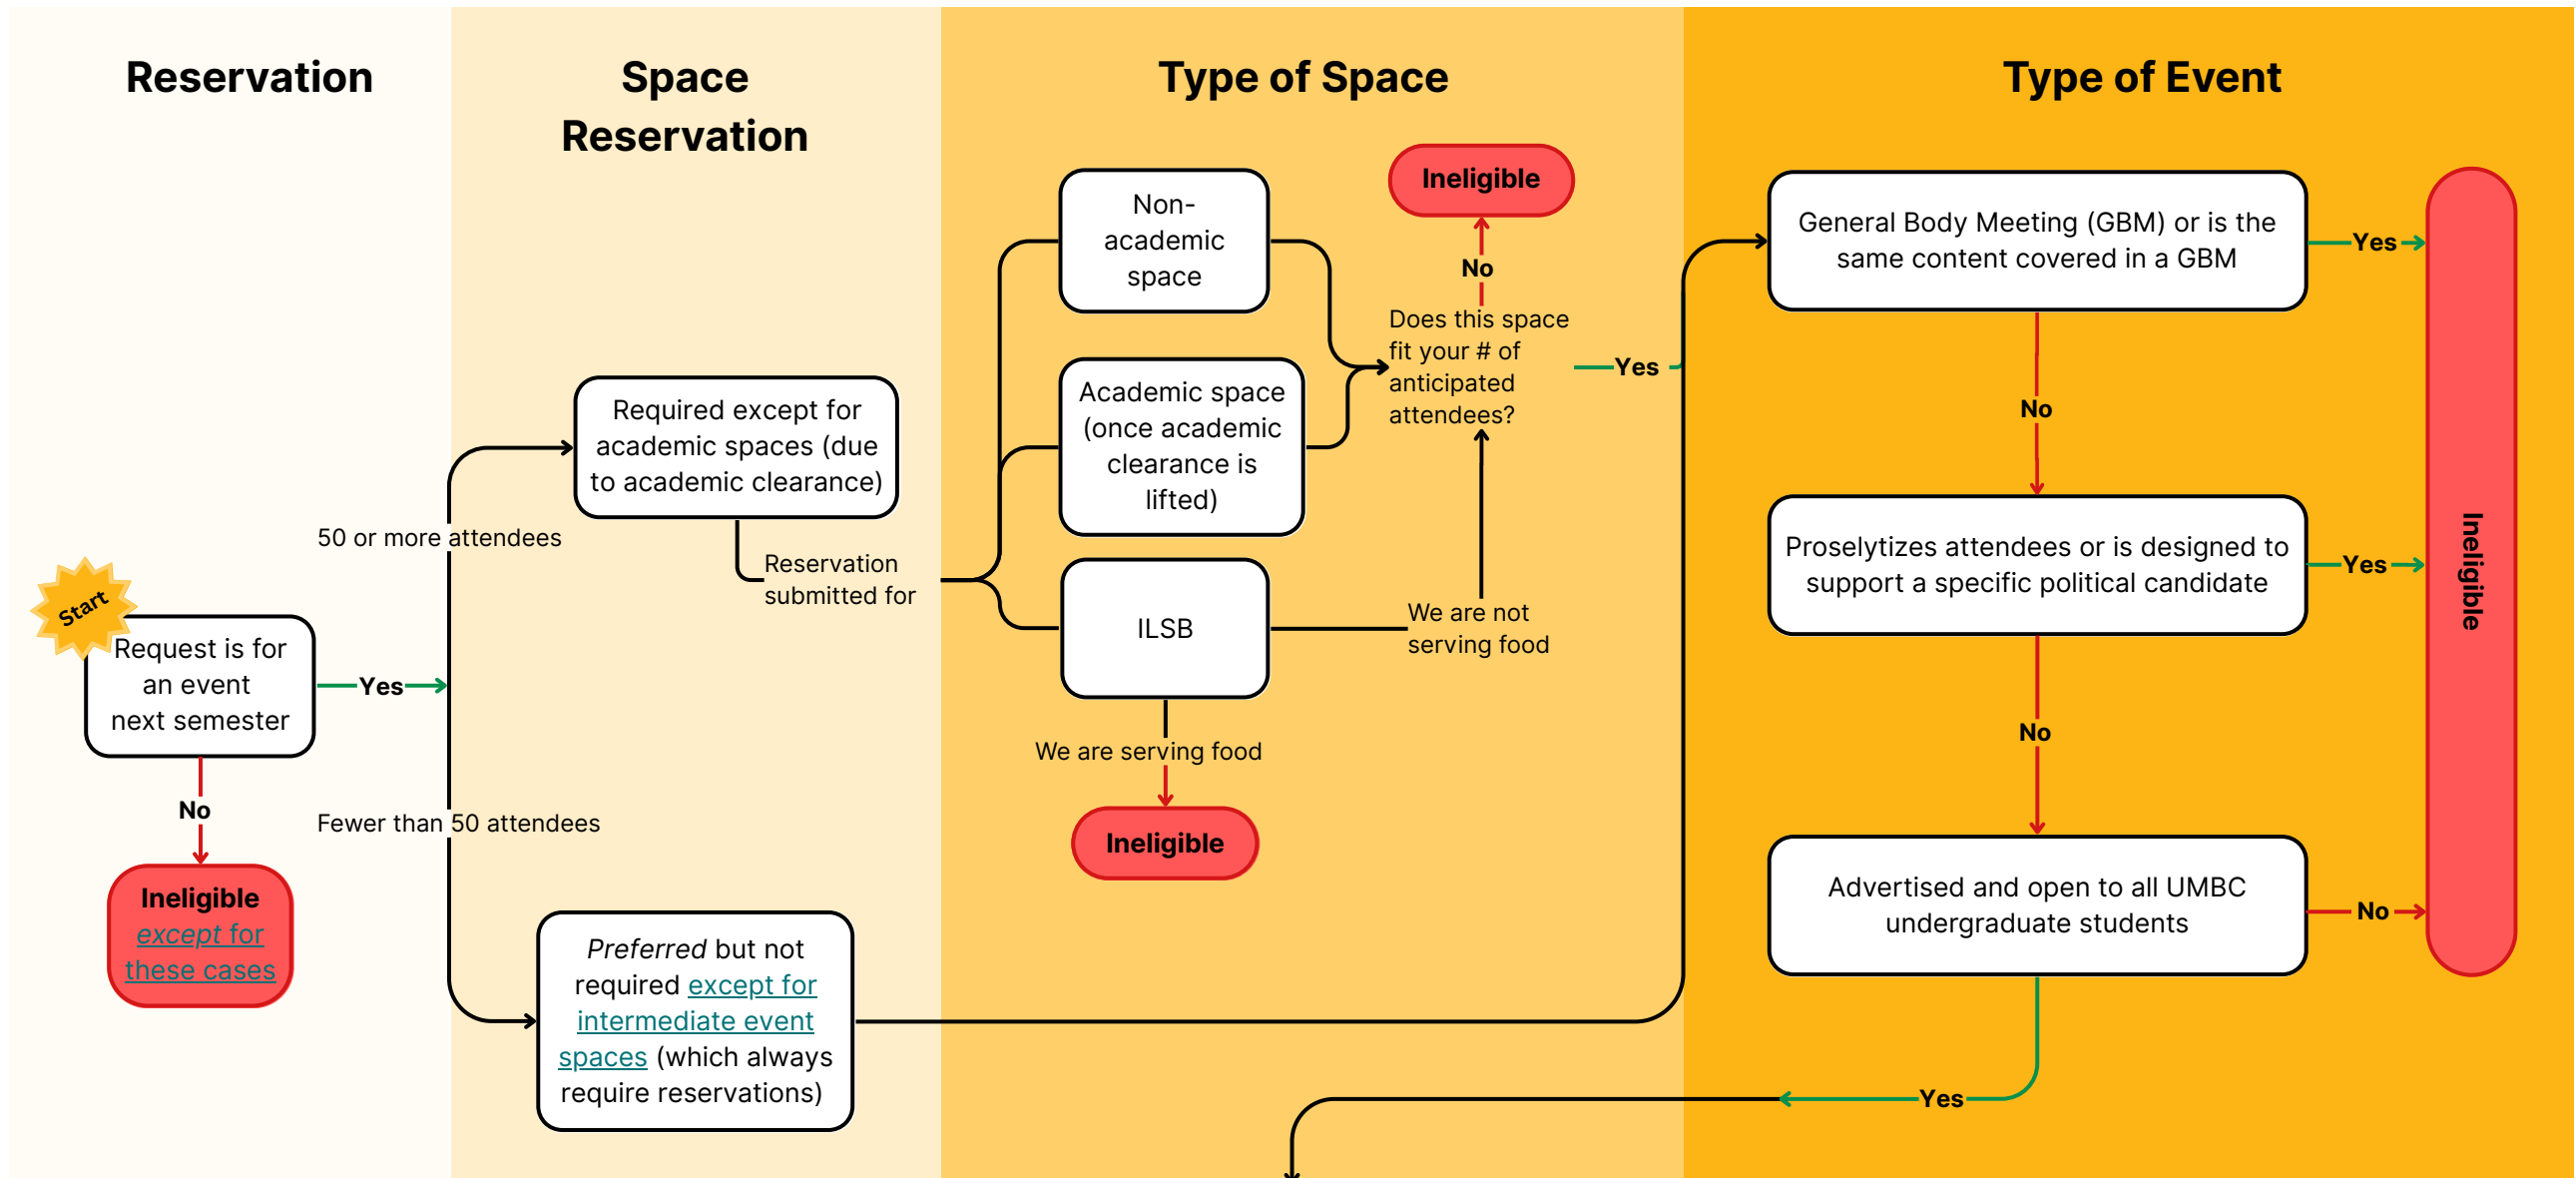 Reservation
Space
Reservation
Type of Space
Type of Event
Start
Request is for
an event
next semester
Yes
No
Ineligible
except for
these cases
50 or more attendees
Fewer than 50 attendees
Required except for
academic spaces (due
to academic clearance)
Reservation
submitted for
Preferred but not
required except for
intermediate event
spaces (which always
require reservations)
Non-
academic
space
Academic space
(once academic
clearance is
lifted)
ILSB
We are serving food
Ineligible
We are not
serving food
Does this space
fit your # of
anticipated
attendees?
No
Ineligible
Yes
General Body Meeting (GBM) or is the
same content covered in a GBM
Yes
No
Proselytizes attendees or is designed to
support a specific political candidate
Yes
No
Advertised and open to all UMBC
undergraduate students
No
Yes
Ineligible